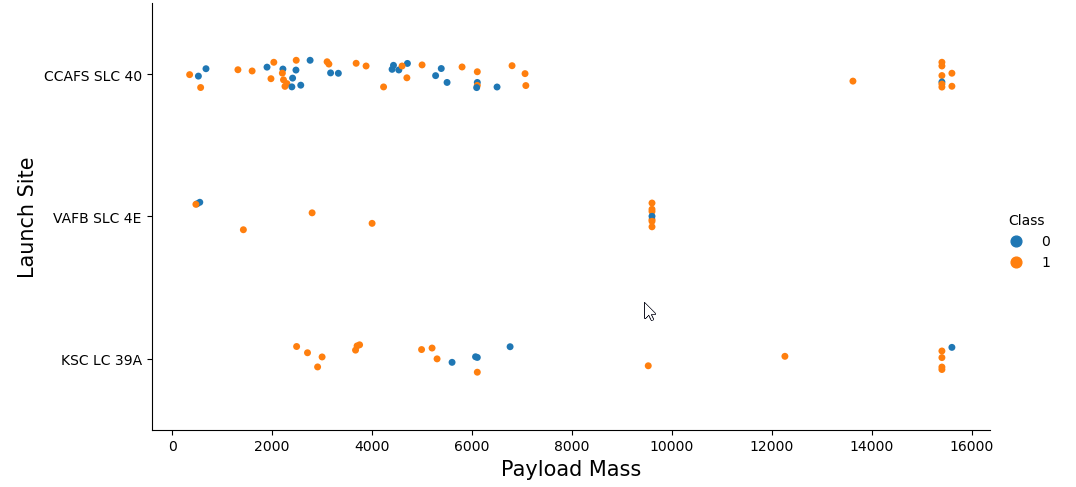 CCAFS SLC 40
VAFB SLC 4E
KSC LC 39A
Launch Site
0 2000 4000 6000 8000 10000 12000 14000 16000
Payload Mass
Class
0
1